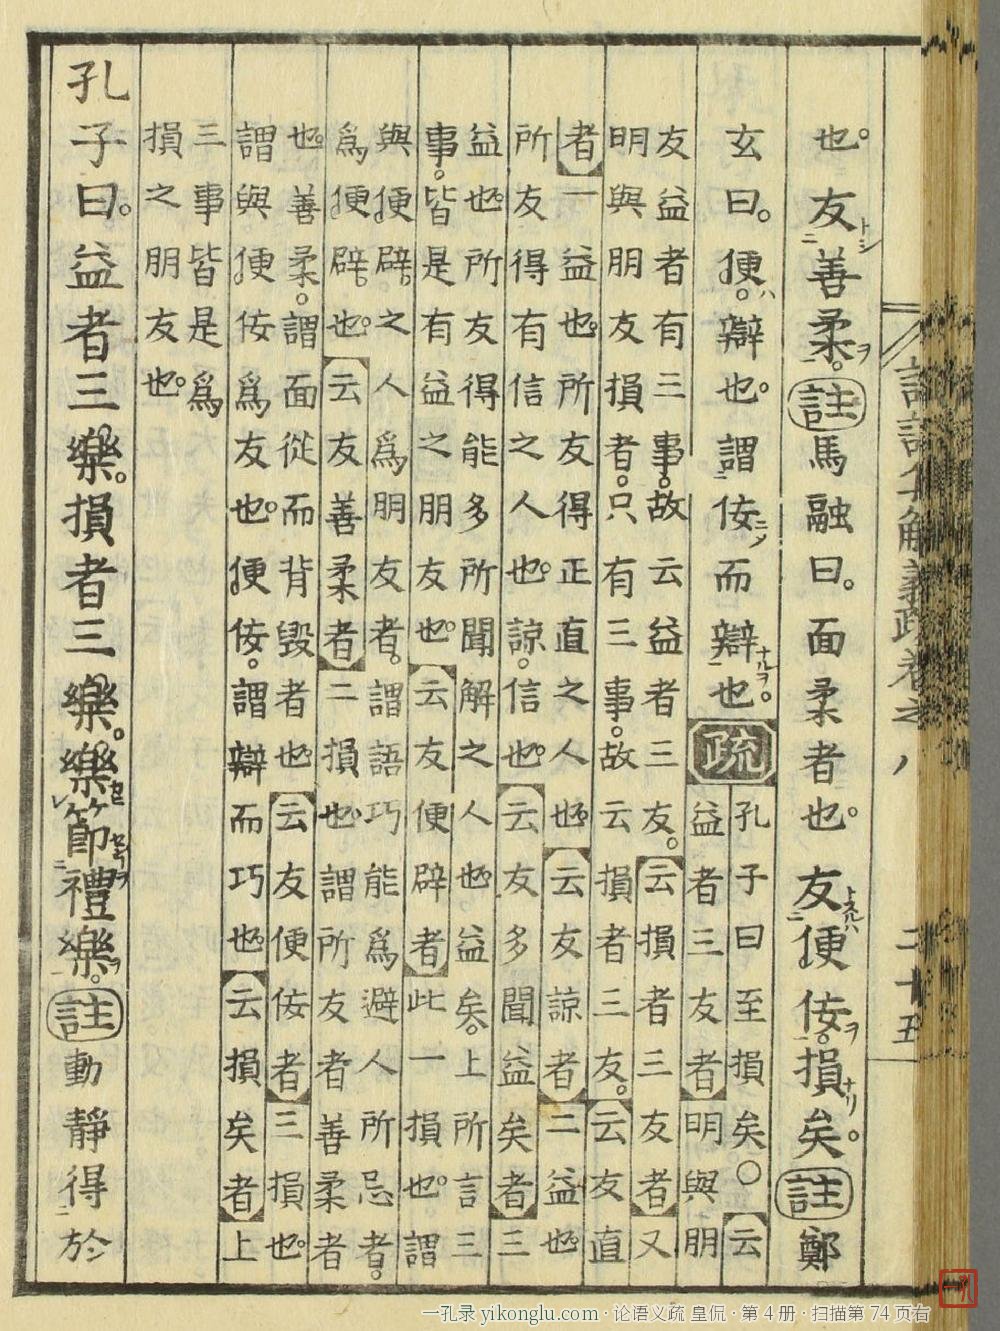 也。友善柔。註馬融曰。面柔者也。友便佞。損矣。註鄭
玄曰。便。辯也。謂佞而辯也。疏
孔子曰至損矣○云
益者三友者明與朋
友益者有三事。故云益者三友。云損者三友者又
明與朋友損者。只有三事。故云損者三友。云友直
者一益也。所友得正直之人也。云友諒者二益也。
所友得有信之人也。諒。信也。云友多聞益矣者三
益也。所友得能多所聞解之人也。益矣。上所言三
事。皆是有益之朋友也。云友便辟者此一損也。謂
與便辟。之人爲朋友者。謂語巧能爲避人所忌者。
爲便辟。也。云友善柔者二損也。謂所友者善柔者
也。善柔。謂面從而背毀者也。云友便佞者三損也。
謂與便佞爲友也。便佞。謂辯而巧也。云損矣者上
三事皆是爲
損之朋友也。
孔子曰。益者三樂。損者三樂。樂節禮樂。註動靜得於
二十五
一孔录 yikonglu.com · 论语义疏 皇侃 · 第 4 册 · 扫描第 74 页右